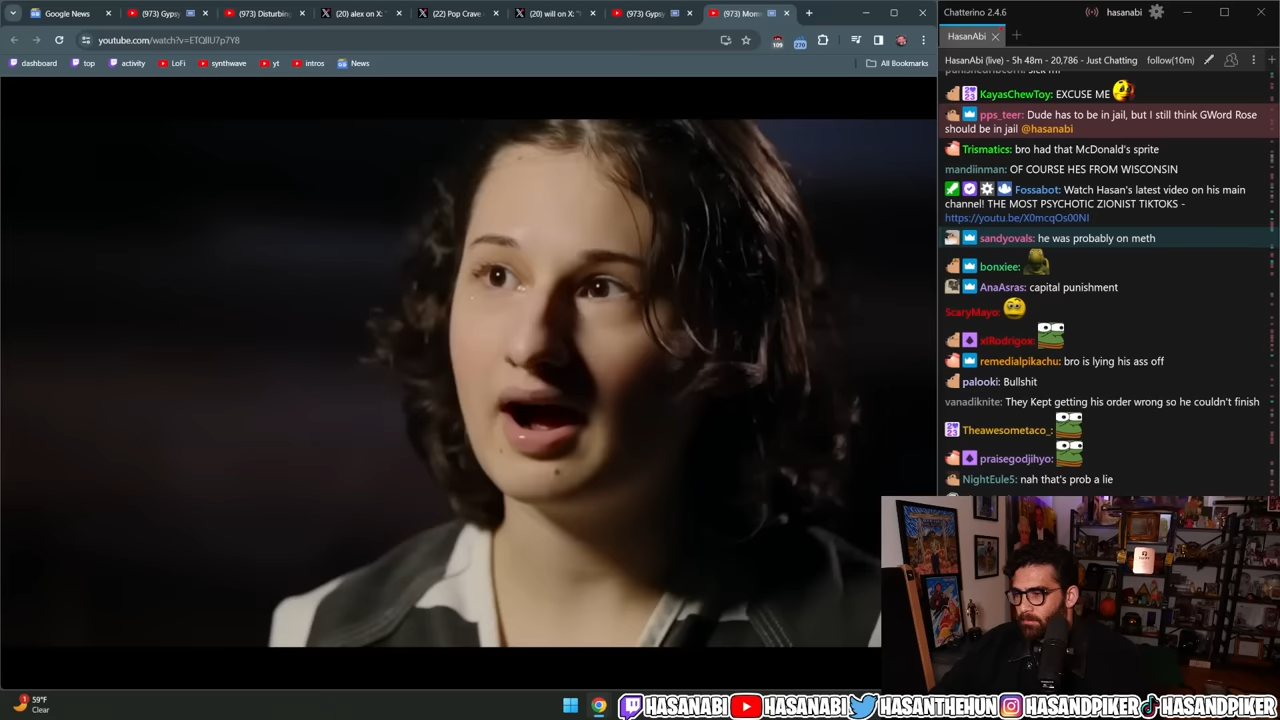 Google News
(973) Gypsy
(973) Disturbing
(20) alex on X: "
(22) Pop Crave
(20) will on X: "
(973) Gypsy
(973) Mom
youtube.com/watch?v=ETQIIU7p7Y8
109
270
dashboard
top
activity
LoFi
synthwave
yt
intros
News
All Bookmarks
Chatterino 2.4.6
hasanabi
HasanAbi
HasanAbi (live) - 5h 48m - 20,786 - Just Chatting
follow(10m)
KayasChewToy: EXCUSE ME
pps_teer: Dude has to be in jail, but I still think GWord Rose
should be in jail @hasanabi
Trismatics: bro had that McDonald's sprite
mandiinman: OF COURSE HES FROM WISCONSIN
Fossabot: Watch Hasan's latest video on his main
channel! THE MOST PSYCHOTIC ZIONIST TIKTOKS -
https://youtu.be/X0mcqOs00NI
sandyovals: he was probably on meth
bonxiee:
AnaAsras: capital punishment
ScaryMayo:
xlRodrigox:
remedialpikachu: bro is lying his ass off
palooki: Bullshit
vanadiknite: They Kept getting his order wrong so he couldn't finish
Theawesometaco_:
praisegodjihyo:
NightEule5: nah that's prob a lie
1
59°F
Clear
HASANABI
HASANABI
HASANTHEHUN
HASANDPIKER
HASANDPIKER